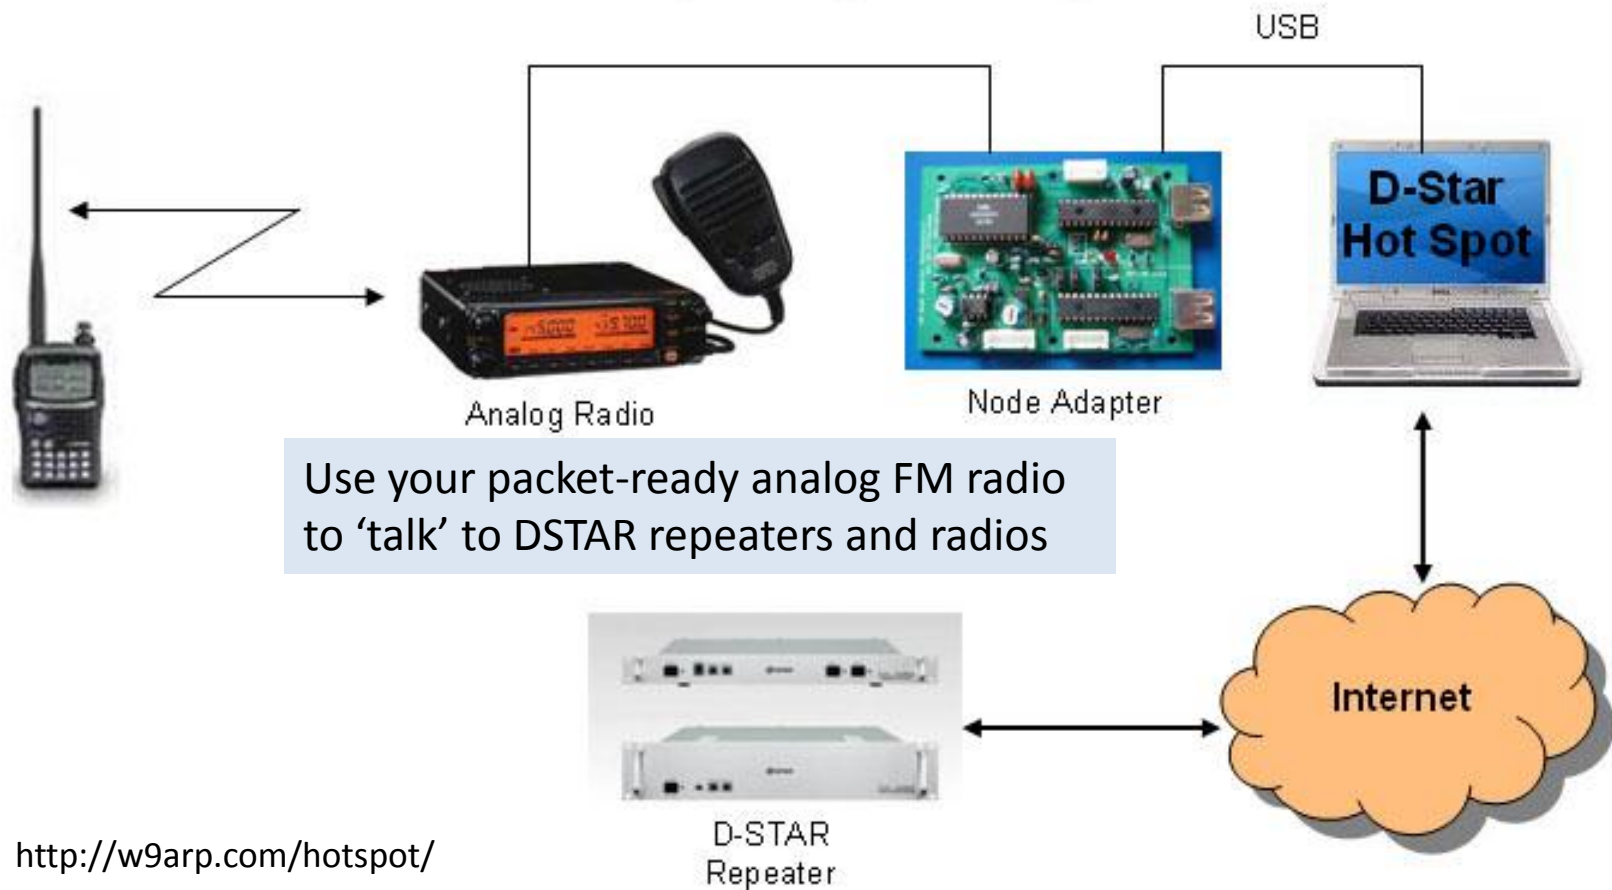 USB
D-Star
Hot Spot
Analog Radio
Node Adapter
Use your packet-ready analog FM radio
to ‘talk’ to DSTAR repeaters and radios
Internet
D-STAR
Repeater
http://w9arp.com/hotspot/